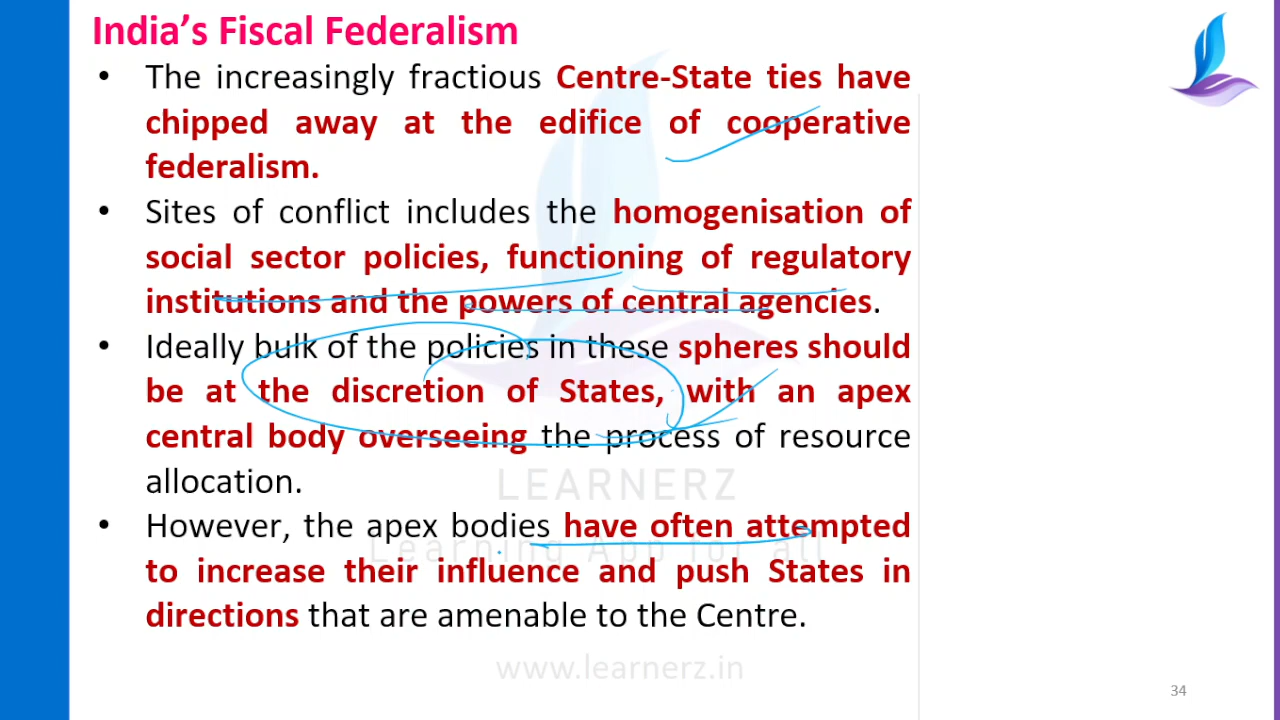 India’s Fiscal Federalism
• The increasingly fractious Centre-State ties have
chipped away at the edifice of cooperative
federalism.
• Sites of conflict includes the homogenisation of
social sector policies, functioning of regulatory
institutions and the powers of central agencies.
• Ideally bulk of the policies in these spheres should
be at the discretion of States, with an apex
central body overseeing the process of resource
allocation.
LEARNERZ
• However, the apex bodies have often attempted
Learning App for all
to increase their influence and push States in
directions that are amenable to the Centre.
www.learnerz.in
34